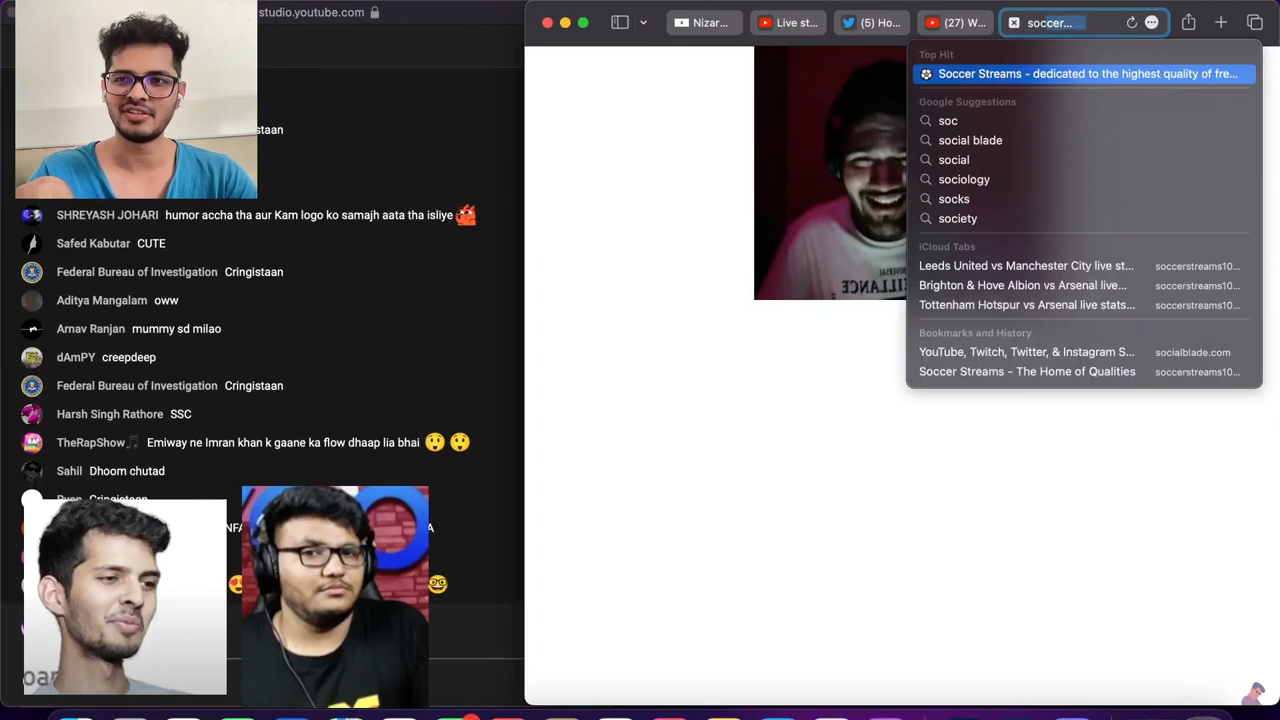 studio.youtube.com
istaan
SHREYASH JOHARI humor accha tha aur Kam logo ko samajh aata tha isliye
Safed Kabutar CUTE
Federal Bureau of Investigation Cringistaan
Aditya Mangalam oww
Arnav Ranjan mummy sd milao
dAmPY creepdeep
Federal Bureau of Investigation Cringistaan
Harsh Singh Rathore SSC
TheRapShow🎵 Emiway ne Imran khan k gaane ka flow dhaap lia bhai 😲 😲
Sahil Dhoom chutad
Cringistaan
A
Nizar...
Live st...
(5) Ho...
(27) W...
soccer...
Top Hit
Soccer Streams - dedicated to the highest quality of fre...
Google Suggestions
soc
social blade
social
sociology
socks
society
iCloud Tabs
Leeds United vs Manchester City live st... soccerstreams10...
Brighton & Hove Albion vs Arsenal live... soccerstreams10...
Tottenham Hotspur vs Arsenal live stats... soccerstreams10...
Bookmarks and History
YouTube, Twitch, Twitter, & Instagram S... socialblade.com
Soccer Streams - The Home of Qualities soccerstreams10...